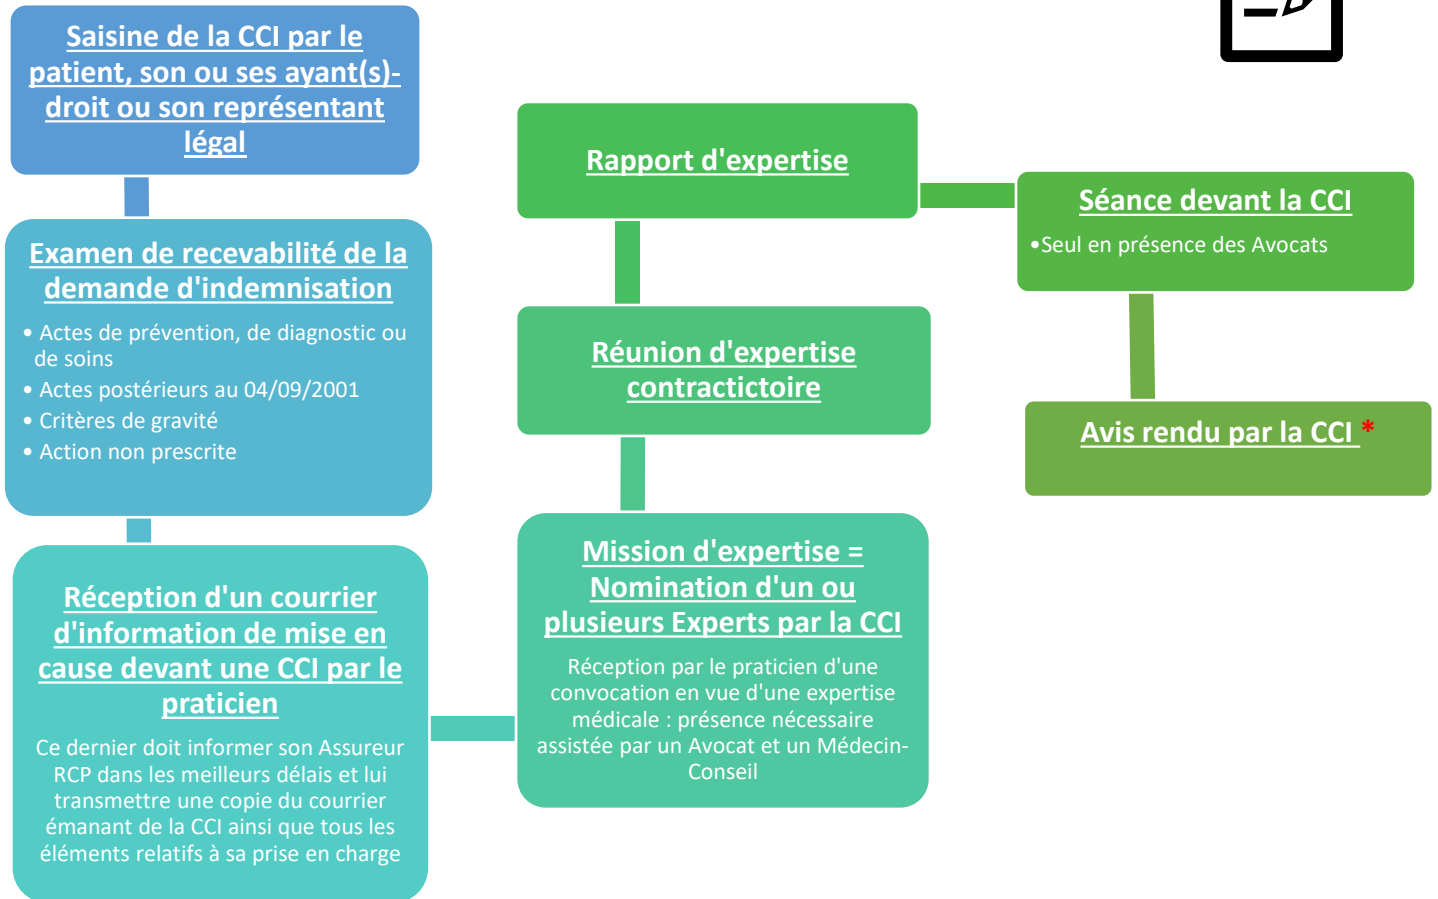 Saisine de la CCI par le
patient, son ou ses ayant(s)-
droit ou son représentant
légal
Examen de recevabilité de la
demande d'indemnisation
• Actes de prévention, de diagnostic ou
de soins
• Actes postérieurs au 04/09/2001
• Critères de gravité
• Action non prescrite
Réception d'un courrier
d'information de mise en
cause devant une CCI par le
praticien
Ce dernier doit informer son Assureur
RCP dans les meilleurs délais et lui
transmettre une copie du courrier
émanant de la CCI ainsi que tous les
éléments relatifs à sa prise en charge
Mission d'expertise =
Nomination d'un ou
plusieurs Experts par la CCI
Réception par le praticien d'une
convocation en vue d'une expertise
médicale : présence nécessaire
assistée par un Avocat et un Médecin-
Conseil
Réunion d'expertise
contractictoire
Rapport d'expertise
Séance devant la CCI
•Seul en présence des Avocats
Avis rendu par la CCI *